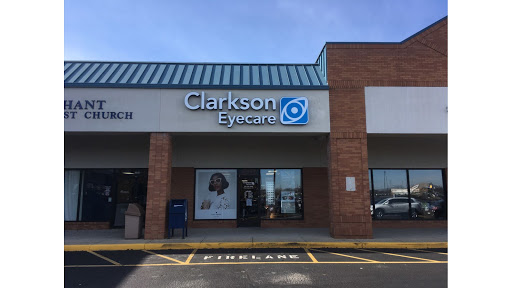 HANT
ST CHURCH
Clarkson
Eyecare
FIRELANE